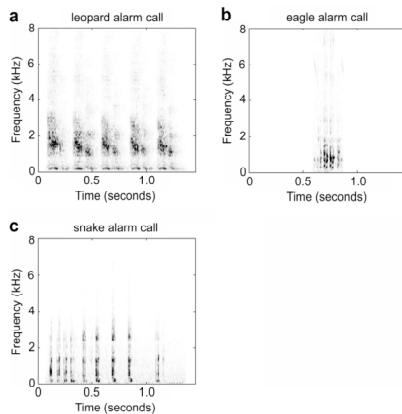 a
leopard alarm call
8
6
4
2
0
Frequency (kHz)
0
0.5
1.0
Time (seconds)
b
eagle alarm call
8
6
4
2
0
Frequency (kHz)
0.5
1
Time (seconds)
c
snake alarm call
8
6
4
2
0
Frequency (kHz)
0
0.5
1.0
Time (seconds)